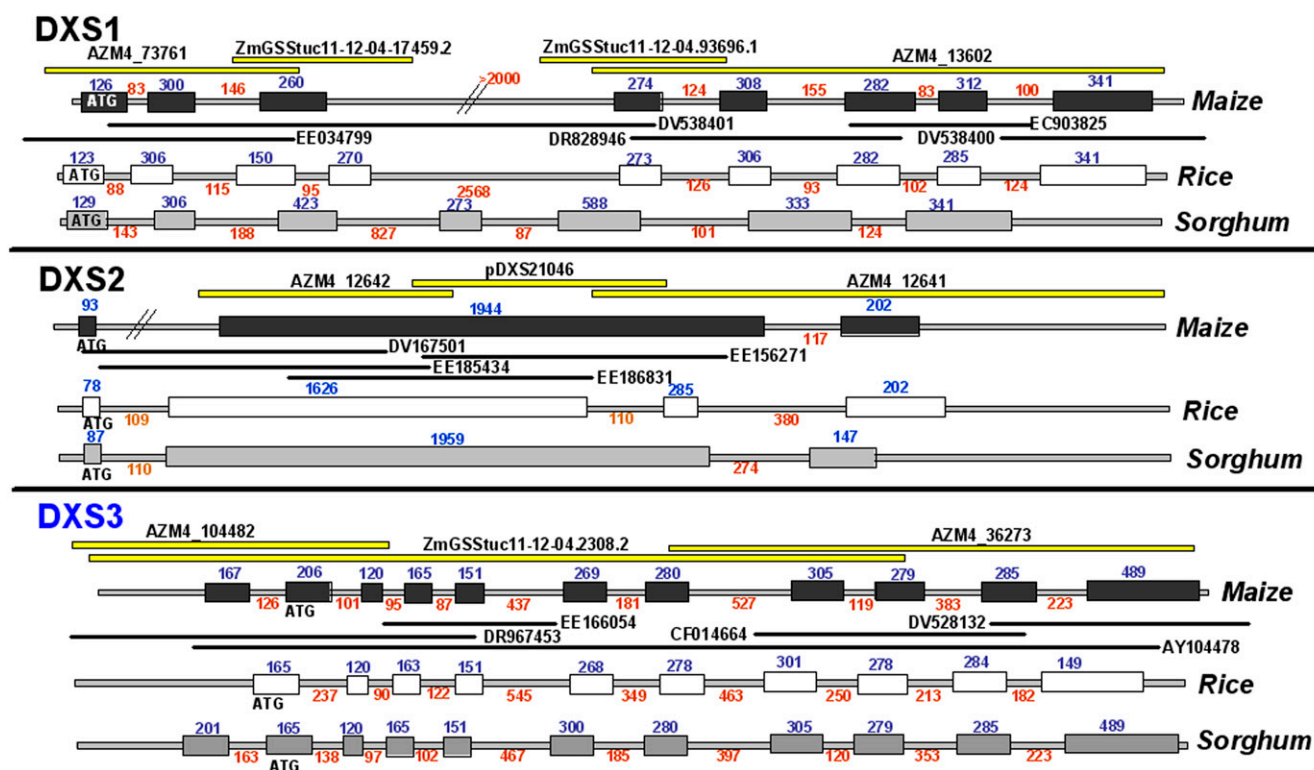 DXS1
ZmGSStuc11-12-04-17459.2 ZmGSStuc11-12-04.93696.1
AZM4_73761 AZM4_13602
126 83 300 146 260 >2000 274 124 308 155 282 83 312 100 341
ATG Maize
DV538401 EC903825
EE034799 DR828946 DV538400
123 306 150 270 273 306 282 285 341
ATG Rice
88 115 95 2568 126 93 102 124
129 306 423 273 588 333 341
ATG Sorghum
143 188 827 87 101 124
DXS2
pDXS21046
AZM4_12642 AZM4_12641
93 1944 202
Maize
ATG 117
DV167501 EE156271
EE185434
EE186831
78 1626 285 202
Rice
ATG 109 110 380
87 1959 147
Sorghum
ATG 110 274
DXS3
AZM4_104482 AZM4_36273
ZmGSStuc11-12-04.2308.2
167 206 120 165 151 269 280 305 279 285 489
Maize
126 ATG 101 95 87 437 181 527 119 383 223
EE166054 DV528132
DR967453 CF014664 AY104478
165 120 163 151 268 278 301 278 284 149
Rice
ATG 237 90 122 545 349 463 250 213 182
201 165 120 165 151 300 280 305 279 285 489
Sorghum
163 ATG 138 97 102 467 185 397 120 353 223